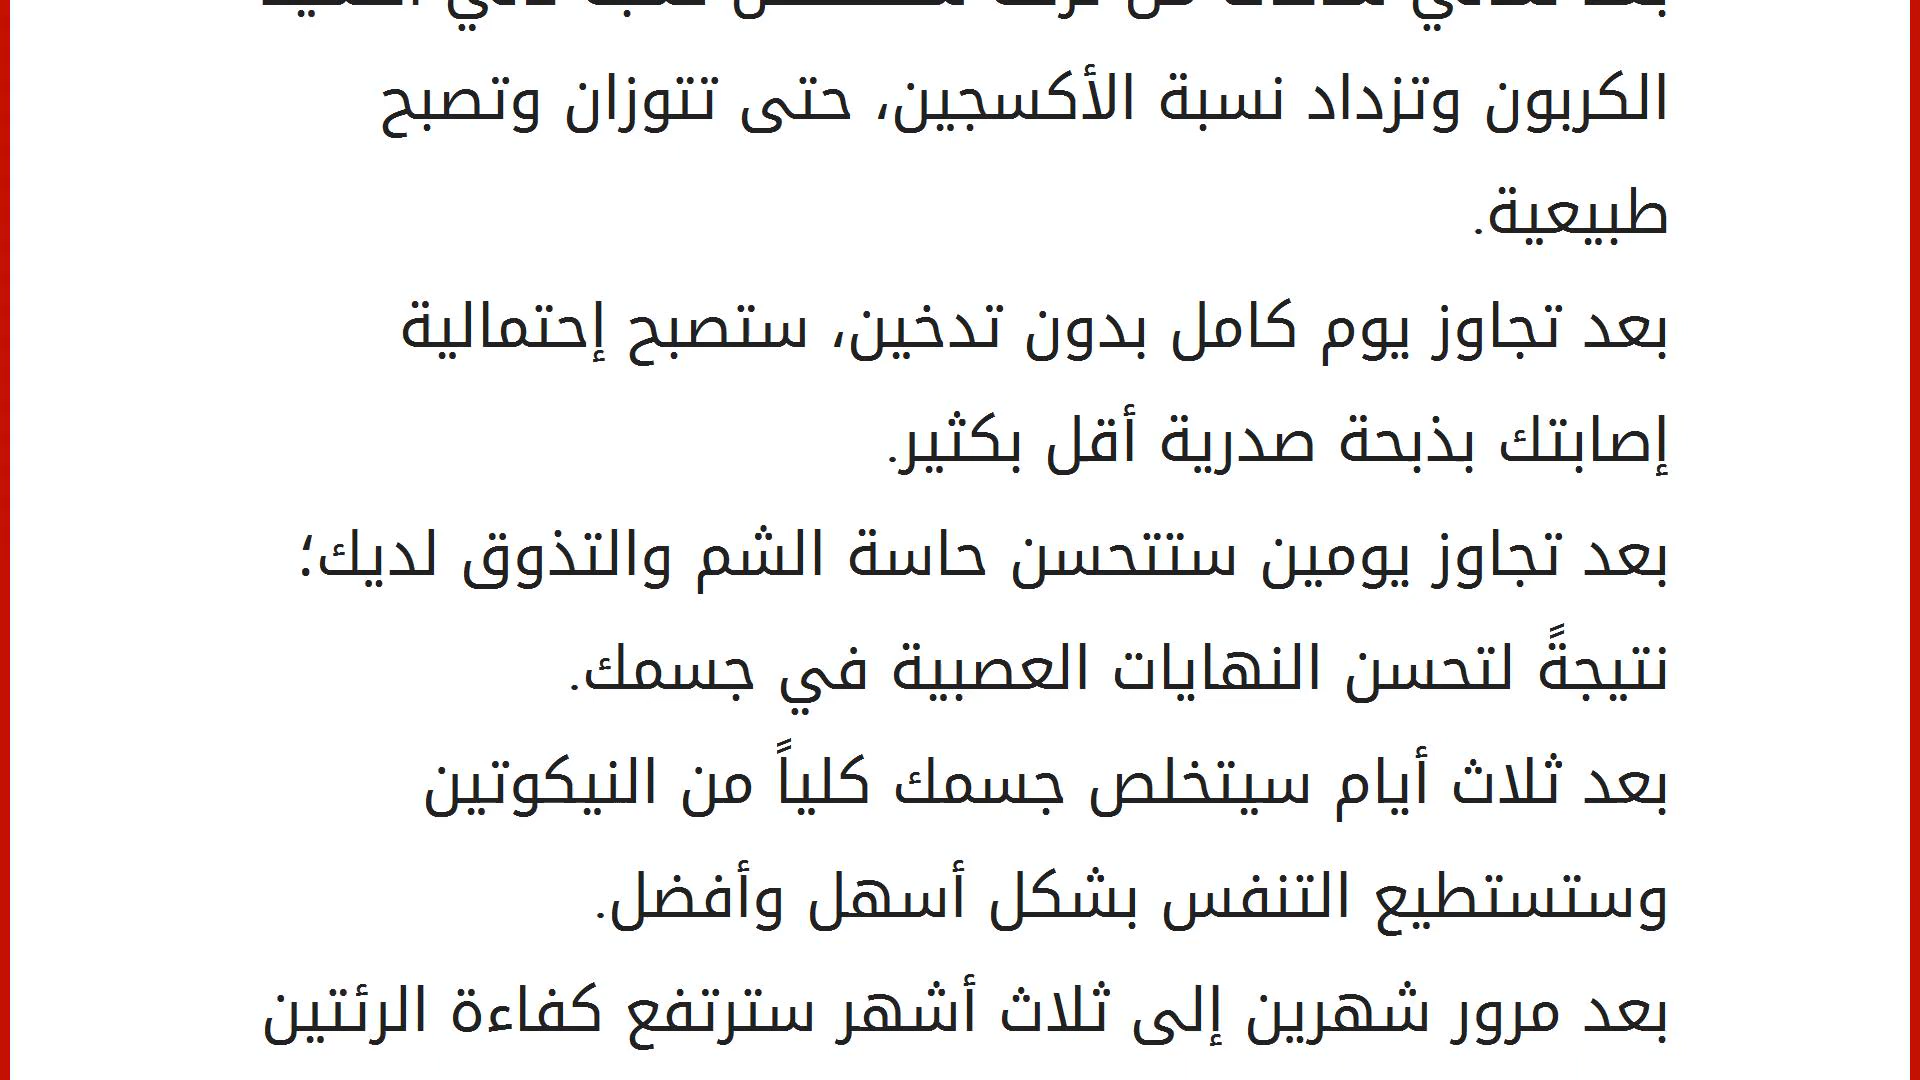 الكربون وتزداد نسبة الأكسجين، حتى تتوزان وتصبح
طبيعية.
بعد تجاوز يوم كامل بدون تدخين، ستصبح إحتمالية
إصابتك بذبحة صدرية أقل بكثير.
بعد تجاوز يومين ستتحسن حاسة الشم والتذوق لديك؛
نتيجةً لتحسن النهايات العصبية في جسمك.
بعد ثلاث أيام سيتخلص جسمك كلياً من النيكوتين
وستستطيع التنفس بشكل أسهل وأفضل.
بعد مرور شهرين إلى ثلاث أشهر سترتفع كفاءة الرئتين